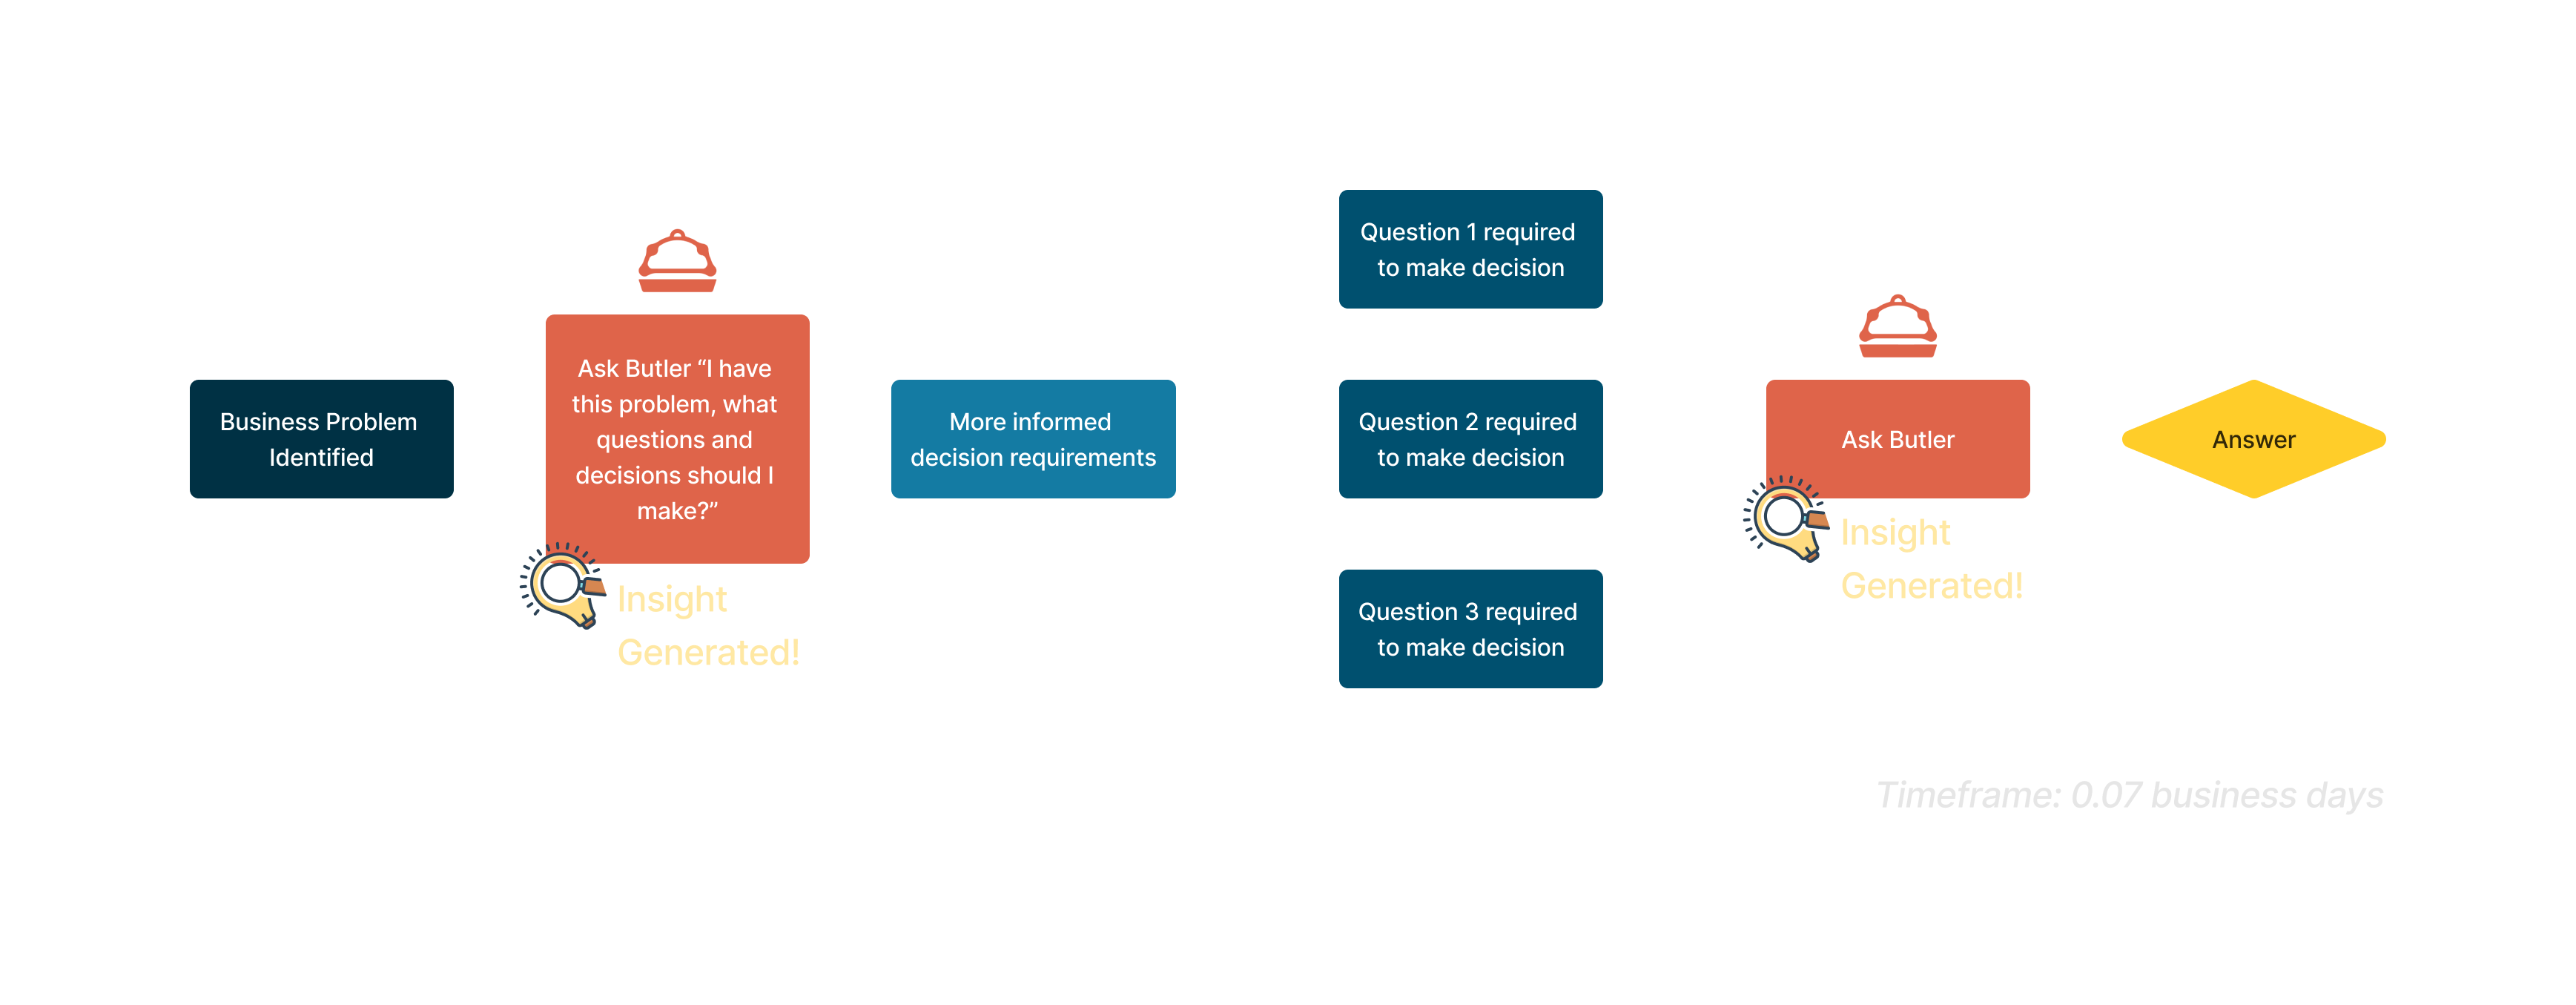 Business Problem
Identified
Ask Butler “I have
this problem, what
questions and
decisions should I
make?”
Insight
Generated!
More informed
decision requirements
Question 1 required
to make decision
Question 2 required
to make decision
Question 3 required
to make decision
Ask Butler
Insight
Generated!
Answer
Timeframe: 0.07 business days